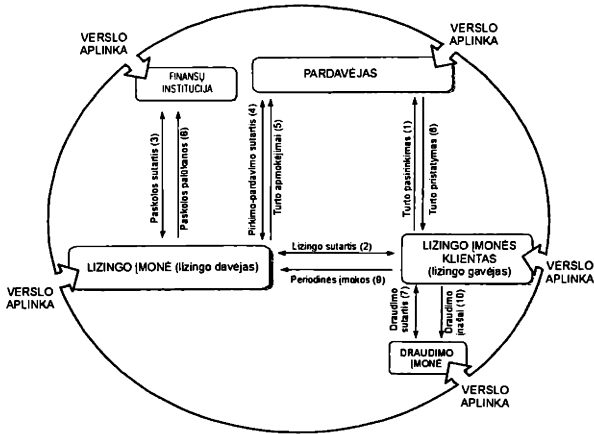 VERSLO
APLINKA
VERSLO
APLINKA
FINANSŲ
INSTITUCIJA
PARDAVĖJAS
Paskolos sutartis (3)
Paskolos palūkanos (8)
Pirkimo-pardavimo sutartis (4)
Turto apmokėjimai (5)
Turto pasirinkimas (1)
Turto pristatymas (6)
LIZINGO ĮMONĖ (lizingo davėjas)
Lizingo sutartis (2)
Periodinės įmokos (9)
LIZINGO ĮMONĖS
KLIENTAS
(lizingo gavėjas)
VERSLO
APLINKA
VERSLO
APLINKA
Draudimo
sutartis (7)
Draudimo
įnašai (10)
DRAUDIMO
ĮMONĖ
VERSLO
APLINKA